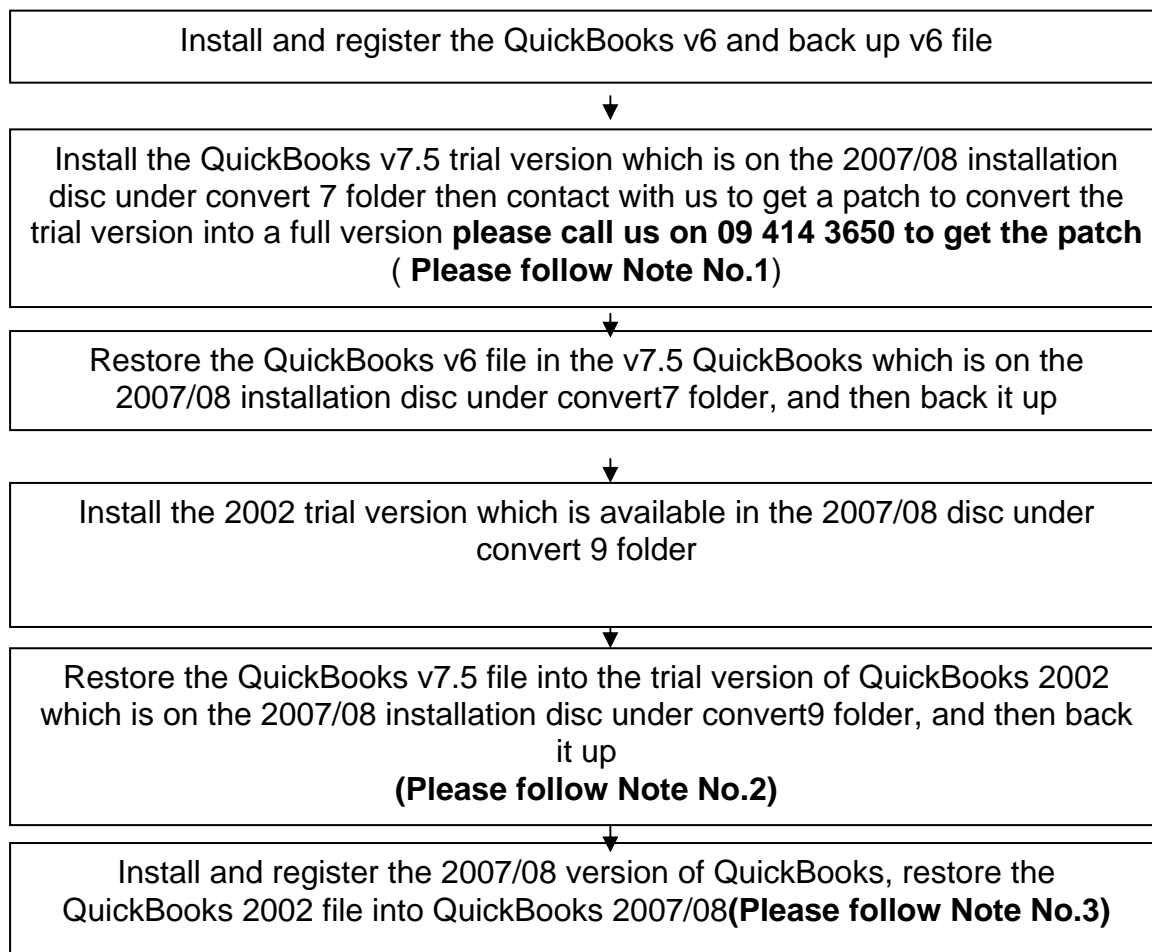 Install and register the QuickBooks v6 and back up v6 file
Install the QuickBooks v7.5 trial version which is on the 2007/08 installation
disc under convert 7 folder then contact with us to get a patch to convert the
trial version into a full version please call us on 09 414 3650 to get the patch
( Please follow Note No.1)
Restore the QuickBooks v6 file in the v7.5 QuickBooks which is on the
2007/08 installation disc under convert7 folder, and then back it up
Install the 2002 trial version which is available in the 2007/08 disc under
convert 9 folder
Restore the QuickBooks v7.5 file into the trial version of QuickBooks 2002
which is on the 2007/08 installation disc under convert9 folder, and then back
it up
(Please follow Note No.2)
Install and register the 2007/08 version of QuickBooks, restore the
QuickBooks 2002 file into QuickBooks 2007/08(Please follow Note No.3)